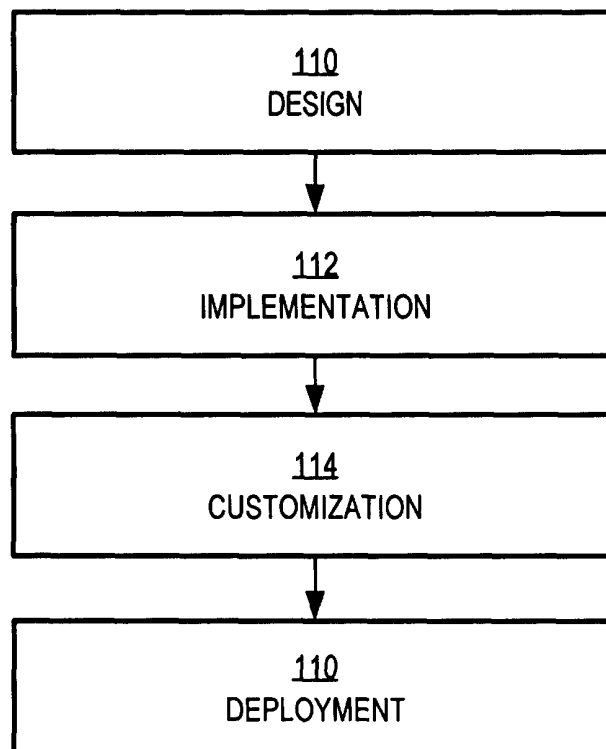 110
DESIGN
112
IMPLEMENTATION
114
CUSTOMIZATION
110
DEPLOYMENT